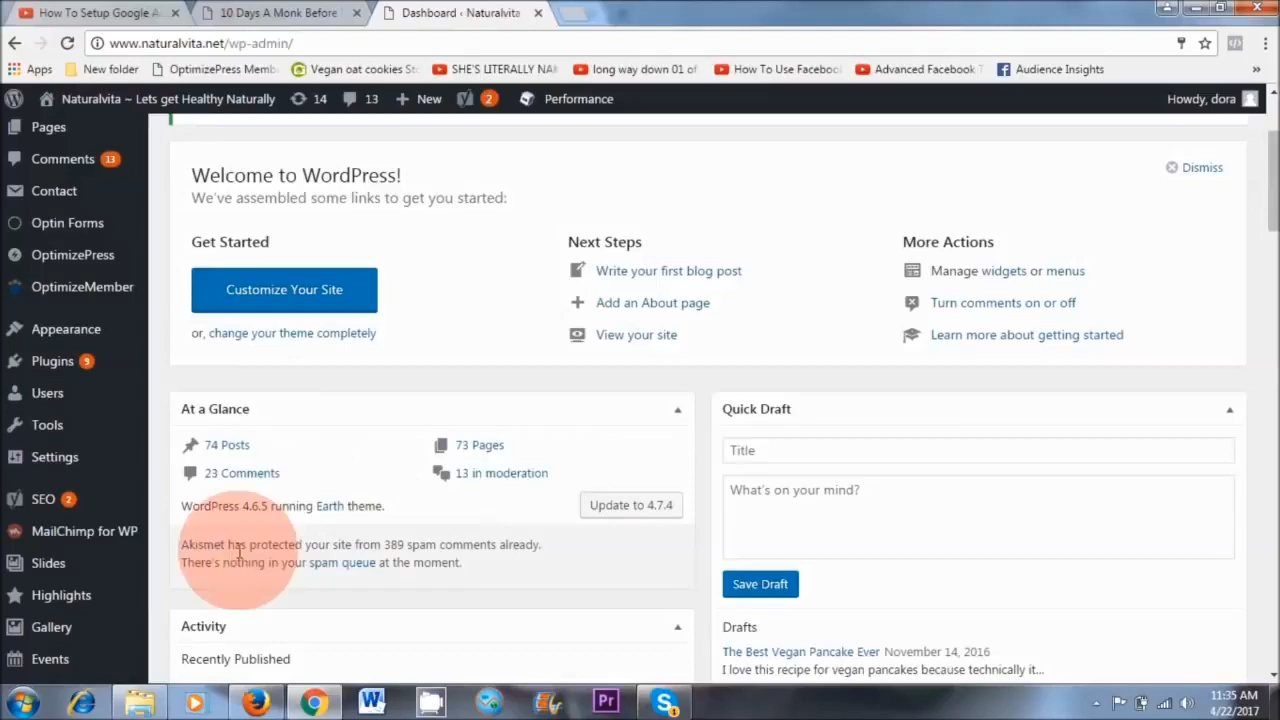 How To Setup Google A
10 Days A Monk Before
Dashboard ‹ Naturalvita
www.naturalvita.net/wp-admin/
Apps
New folder
OptimizePress Memb
Vegan oat cookies St
SHE'S LITERALLY NA
long way down 01 of
How To Use Faceboo
Advanced Facebook T
Audience Insights
»
Naturalvita ~ Lets get Healthy Naturally
14
13
New
2
Performance
Howdy, dora
Pages
Comments 13
Contact
Optin Forms
OptimizePress
OptimizeMember
Appearance
Plugins 9
Users
Tools
Settings
SEO 2
MailChimp for WP
Slides
Highlights
Gallery
Events
Welcome to WordPress!
We've assembled some links to get you started:
Dismiss
Get Started
Customize Your Site
or, change your theme completely
Next Steps
Write your first blog post
Add an About page
View your site
More Actions
Manage widgets or menus
Turn comments on or off
Learn more about getting started
At a Glance
74 Posts
73 Pages
23 Comments
13 in moderation
WordPress 4.6.5 running Earth theme.
Update to 4.7.4
Akismet has protected your site from 389 spam comments already.
There's nothing in your spam queue at the moment.
Activity
Recently Published
Quick Draft
Title
What's on your mind?
Save Draft
Drafts
The Best Vegan Pancake Ever November 14, 2016
I love this recipe for vegan pancakes because technically it...
W
Pr
S
1
11:35 AM
4/22/2017